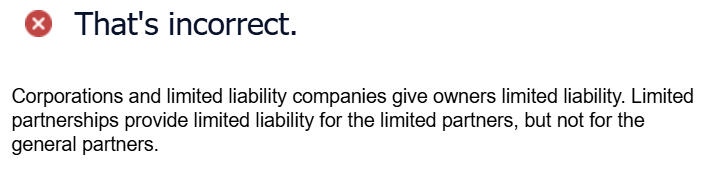 That's incorrect.
Corporations and limited liability companies give owners limited liability. Limited
partnerships provide limited liability for the limited partners, but not for the
general partners.